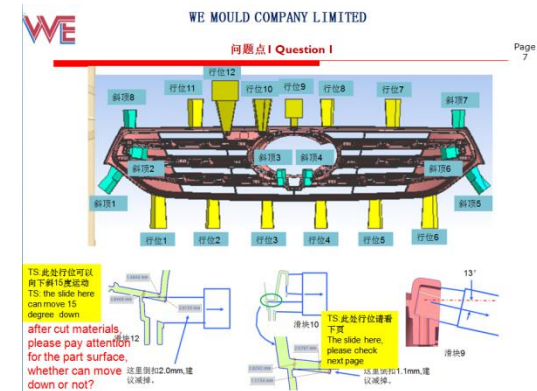 WE
WE MOULD COMPANY LIMITED
问题点1 Question 1
Page
7
行位12
行位11
行位10
行位9
行位8
行位7
斜顶8
斜顶7
斜顶2
斜顶3
斜顶4
斜顶6
斜顶1
斜顶5
行位1
行位2
行位3
行位4
行位5
行位6
TS:此处行位可以
向下斜15度运动
TS: the slide here
can move 15
degree down
after cut materials,
please pay attention
for the part surface,
whether can move
down or not?
滑块12
这里倒扣2.0mm,建
议减掉。
滑块10
TS:此处行位请看
下页
The slide here,
please check
next page
这里倒扣1.1mm,建
议减掉。
13°
滑块9